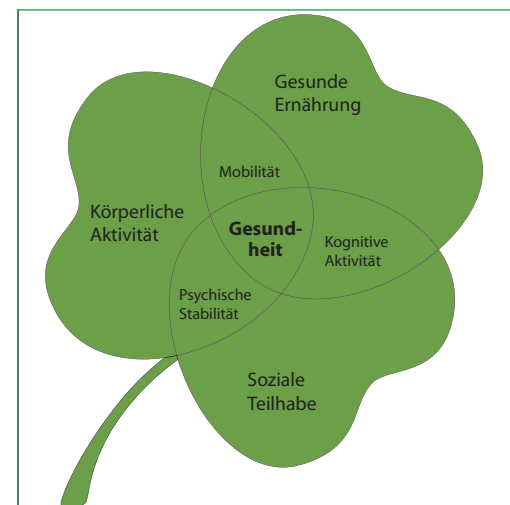 Gesunde
Ernährung
Mobilität
Körperliche
Aktivität
Gesund-
heit
Kognitive
Aktivität
Psychische
Stabilität
Soziale
Teilhabe